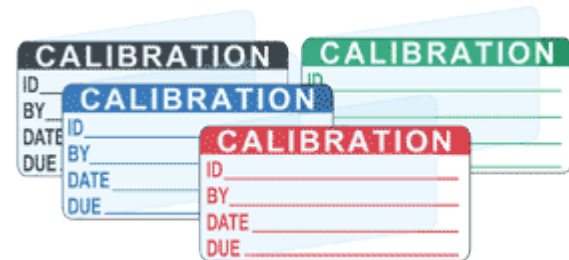 CALIBRATION
ID
BY
DATE
DUE
CALIBRATION
ID
CALIBRATION
ID
BY
DATE
DUE
CALIBRATION
ID
BY
DATE
DUE